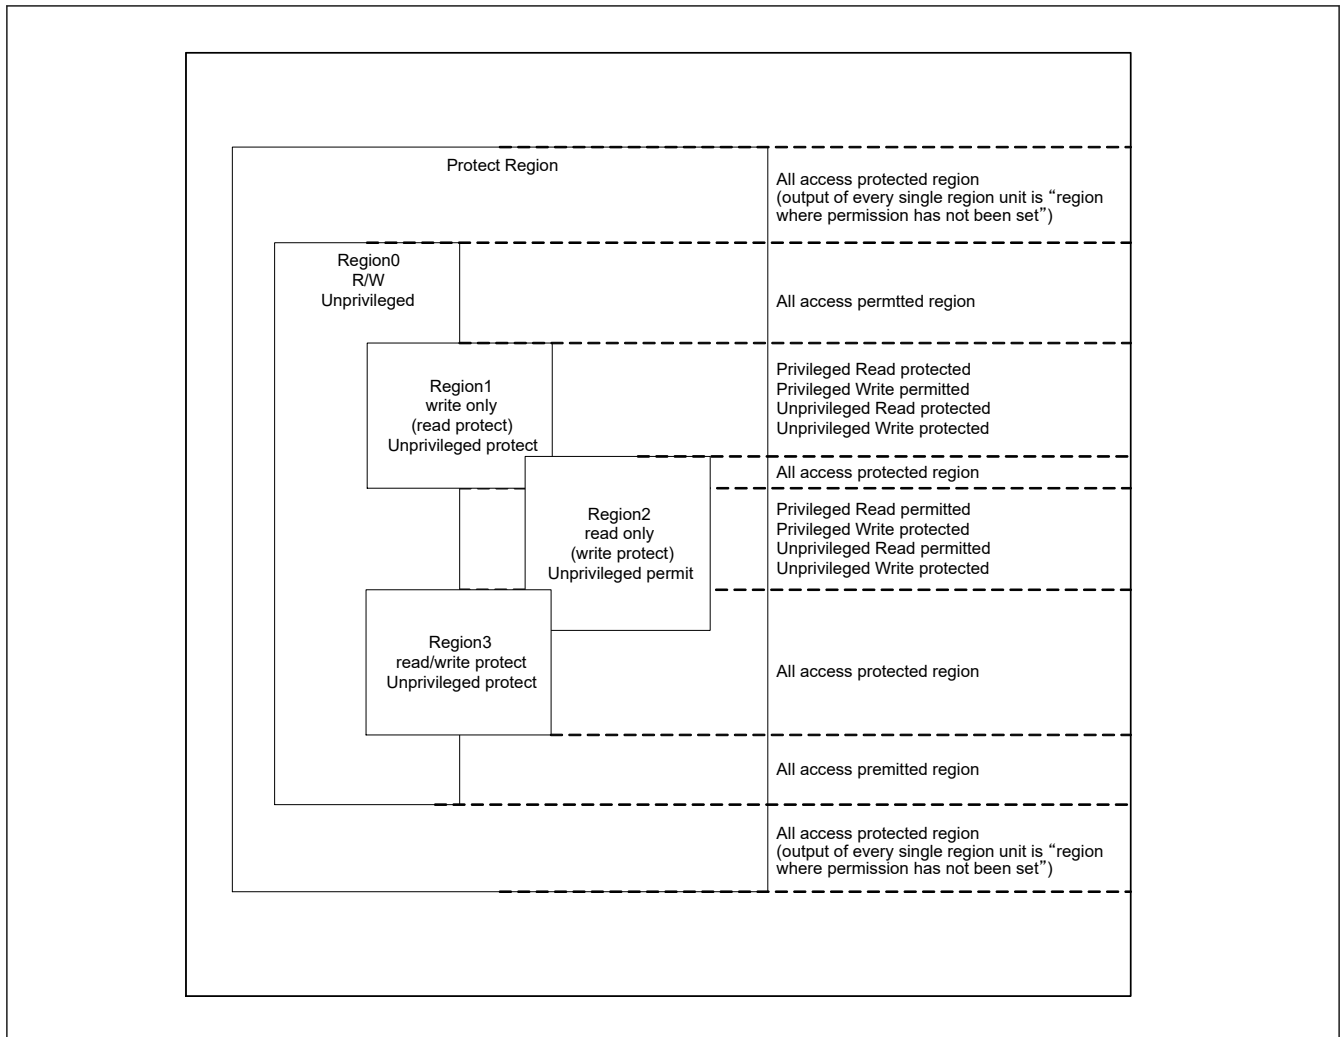 Protect Region
All access protected region
(output of every single region unit is “region
where permission has not been set”)
Region0
R/W
Unprivileged
All access permtted region
Region1
write only
(read protect)
Unprivileged protect
Privileged Read protected
Privileged Write permitted
Unprivileged Read protected
Unprivileged Write protected
All access protected region
Region2
read only
(write protect)
Unprivileged permit
Privileged Read permitted
Privileged Write protected
Unprivileged Read permitted
Unprivileged Write protected
Region3
read/write protect
Unprivileged protect
All access protected region
All access premitted region
All access protected region
(output of every single region unit is “region
where permission has not been set”)